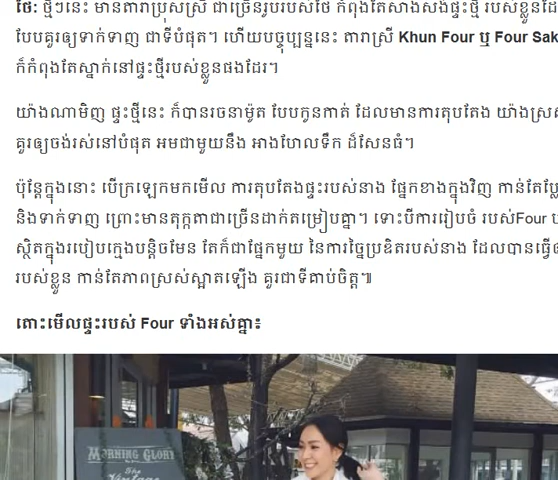 ថៃ: ថ្មីៗនេះ មានតារាប្រុសស្រី ជាច្រើនរូបរបស់ថៃ កំពុងតែសាងសង់ផ្ទះថ្មី របស់ខ្លួន
បែបគួរឲ្យទាក់ទាញ ជាទីបំផុត។ ហើយបច្ចុប្បន្ននេះ តារាស្រី Khun Four ឬ Four Sak
ក៏កំពុងតែស្នាក់នៅផ្ទះថ្មីរបស់ខ្លួនផងដែរ។
យ៉ាងណាមិញ ផ្ទះថ្មីនេះ ក៏បានរចនាម៉ូត បែបកូនកាត់ ដែលមានការតុបតែង យ៉ាងស្រស់
គួរឲ្យចង់រស់នៅបំផុត អមជាមួយនឹង អាងហែលទឹក ដ៏សែនធំ។
ប៉ុន្តែក្នុងនោះ បើក្រឡេកមកមើល ការតុបតែងផ្ទះរបស់នាង ផ្នែកខាងក្នុងវិញ កាន់តែប្លែ
និងទាក់ទាញ ព្រោះមានតុក្កតាជាច្រើនដាក់តម្រៀបគ្នា។ ទោះបីការរៀបចំ របស់Four
ស្ថិតក្នុងរបៀបក្មេងបន្តិចមែន តែក៏ជាផ្នែកមួយ នៃការច្នៃប្រឌិតរបស់នាង ដែលបានធ្វើ
របស់ខ្លួន កាន់តែភាពស្រស់ស្អាតឡើង គួរជាទីគាប់ចិត្ត៕
តោះមើលផ្ទះរបស់ Four ទាំងអស់គ្នា៖
MORNING GLORY
The
Vintage